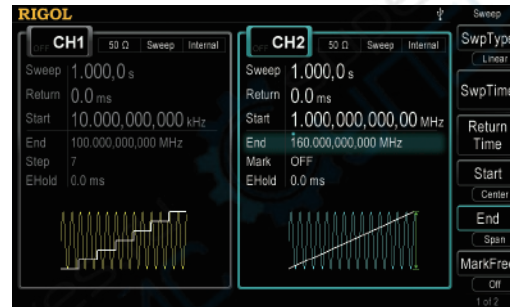 RIGOL
Sweep
OFF CH1 50 Ω Sweep Internal
Sweep 1.000,0 s
Return 0.0 ms
Start 10.000,000,000 kHz
End 100.000,000,000 MHz
Step 7
EHold 0.0 ms
OFF CH2 50 Ω Sweep Internal
Sweep 1.000,0 s
Return 0.0 ms
Start 1.000,000,000,00 MHz
End 160.000,000,000 MHz
Mark OFF
EHold 0.0 ms
SwpType
Linear
SwpTime
Return
Time
Start
Center
End
Span
MarkFre
Off
1 of 2